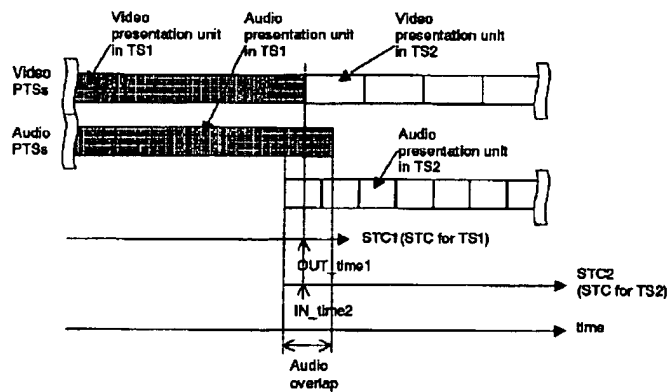 Video
presentation unit
in TS1
Audio
presentation unit
in TS1
Video
presentation unit
in TS2
Video
PTSs
Audio
PTSs
Audio
presentation unit
in TS2
STC1(STC for TS1)
OUT_time1
STC2
(STC for TS2)
IN_time2
time
Audio
overlap